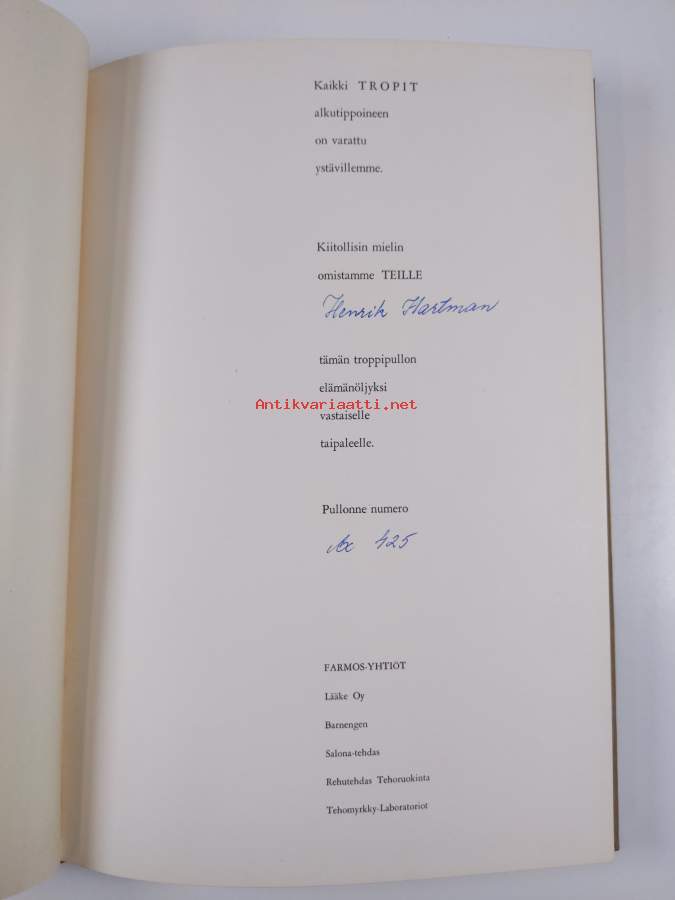 Kaikki TROPIT
alkutippoineen
on varattu
ystävillemme.
Kiitollisin mielin
omistamme TEILLE
Henrik Hartman
tämän troppipullon
elämänöljyksi
Antikvariaatti.net
vastaiselle
taipaleelle.
Pullonne numero
425
FARMOS-YHTIÖT
Lääke Oy
Barnengen
Salona-tehdas
Rehutehdas Tehoruokinta
Tehomyrkky-Laboratoriot